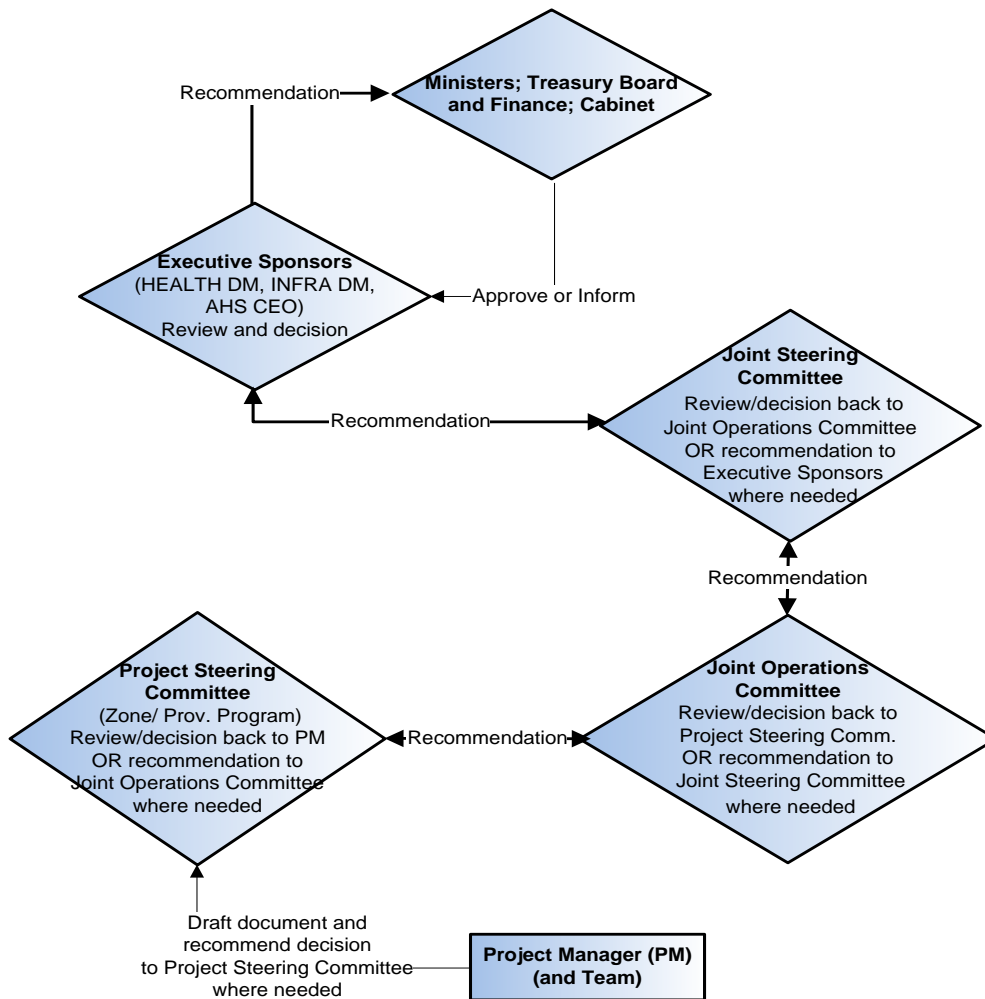 Ministers; Treasury Board
and Finance; Cabinet
Recommendation
Executive Sponsors
(HEALTH DM, INFRA DM,
AHS CEO)
Review and decision
Approve or Inform
Joint Steering
Committee
Review/decision back to
Joint Operations Committee
OR recommendation to
Executive Sponsors
where needed
Recommendation
Recommendation
Project Steering
Committee
(Zone/ Prov. Program)
Review/decision back to PM
OR recommendation to
Joint Operations Committee
where needed
Recommendation
Joint Operations
Committee
Review/decision back to
Project Steering Comm.
OR recommendation to
Joint Steering Committee
where needed
Draft document and
recommend decision
to Project Steering Committee
where needed
Project Manager (PM)
(and Team)